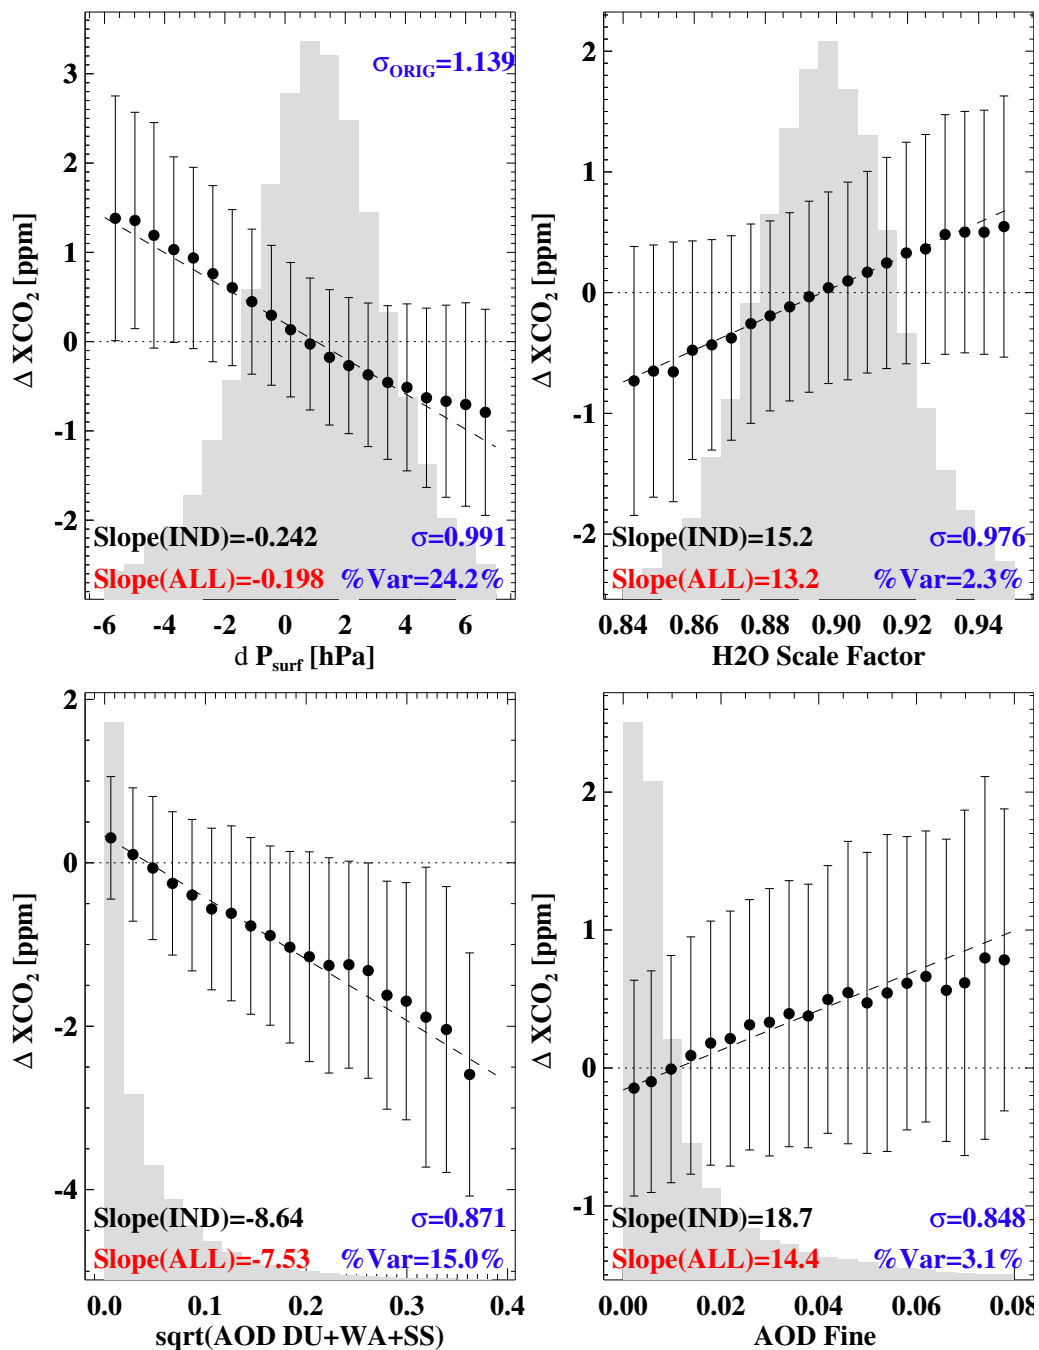 σORIG=1.139
3
2
1
0
-1
-2
Δ XCO2 [ppm]
Slope(IND)=-0.242
σ=0.991
Slope(ALL)=-0.198
%Var=24.2%
-6 -4 -2 0 2 4 6
d Psurf [hPa]
2
1
0
-1
-2
Δ XCO2 [ppm]
Slope(IND)=15.2
σ=0.976
Slope(ALL)=13.2
%Var=2.3%
0.84 0.86 0.88 0.90 0.92 0.94
H2O Scale Factor
2
0
-2
-4
Δ XCO2 [ppm]
Slope(IND)=-8.64
σ=0.871
Slope(ALL)=-7.53
%Var=15.0%
0.0 0.1 0.2 0.3 0.4
sqrt(AOD DU+WA+SS)
2
1
0
-1
Δ XCO2 [ppm]
Slope(IND)=18.7
σ=0.848
Slope(ALL)=14.4
%Var=3.1%
0.00 0.02 0.04 0.06 0.08
AOD Fine